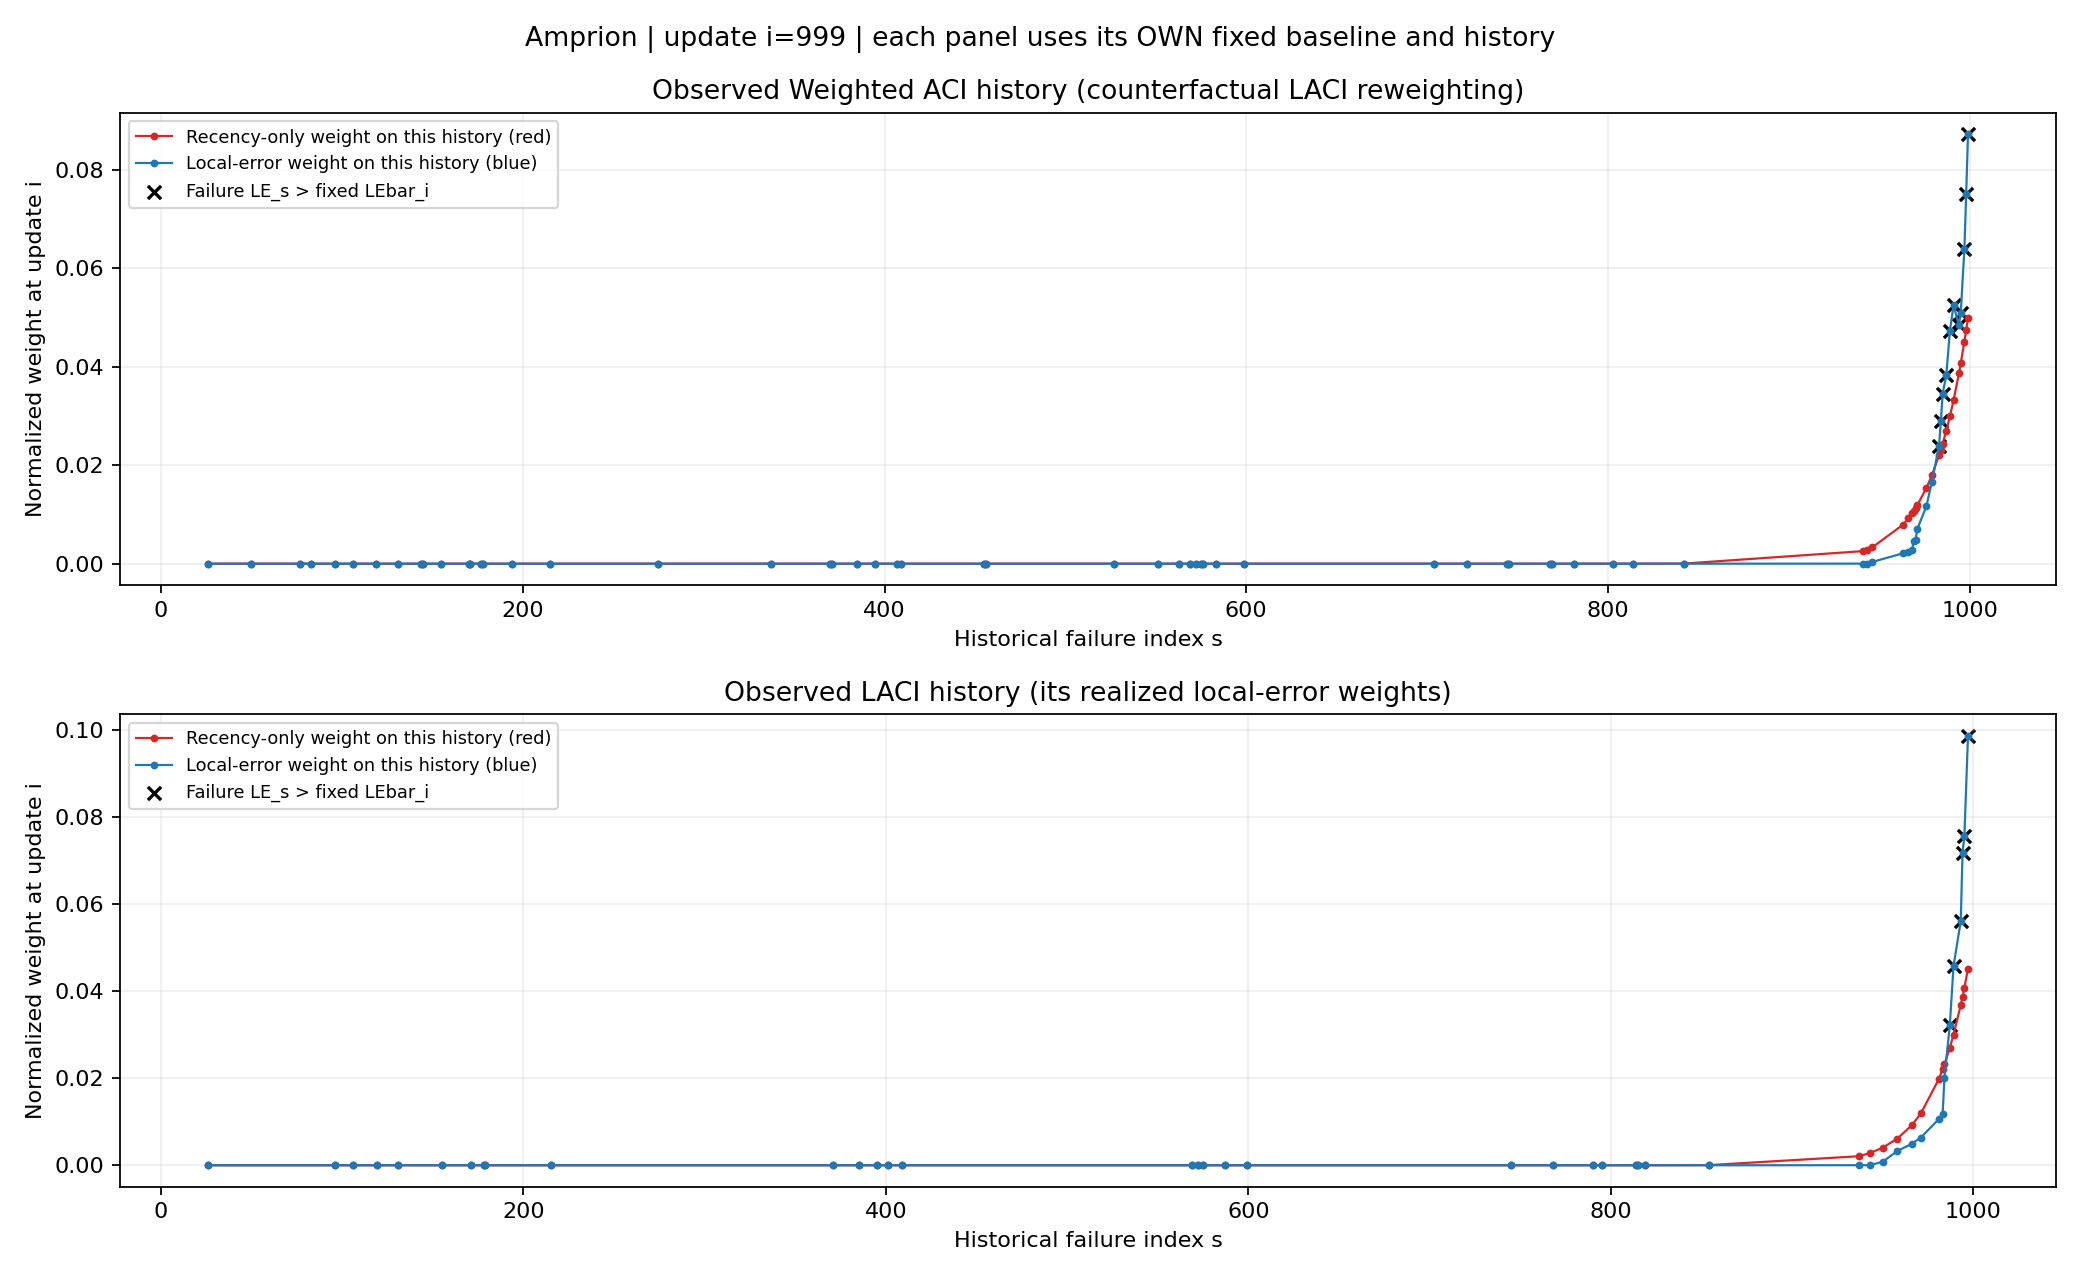 Amprion | update i=999 | each panel uses its OWN fixed baseline and history
Observed Weighted ACI history (counterfactual LACI reweighting)
Recency-only weight on this history (red)
Local-error weight on this history (blue)
Failure LE_s > fixed LEbar_i
Normalized weight at update i
0.08
0.06
0.04
0.02
0.00
0 200 400 600 800 1000
Historical failure index s
Observed LACI history (its realized local-error weights)
Recency-only weight on this history (red)
Local-error weight on this history (blue)
Failure LE_s > fixed LEbar_i
Normalized weight at update i
0.10
0.08
0.06
0.04
0.02
0.00
0 200 400 600 800 1000
Historical failure index s